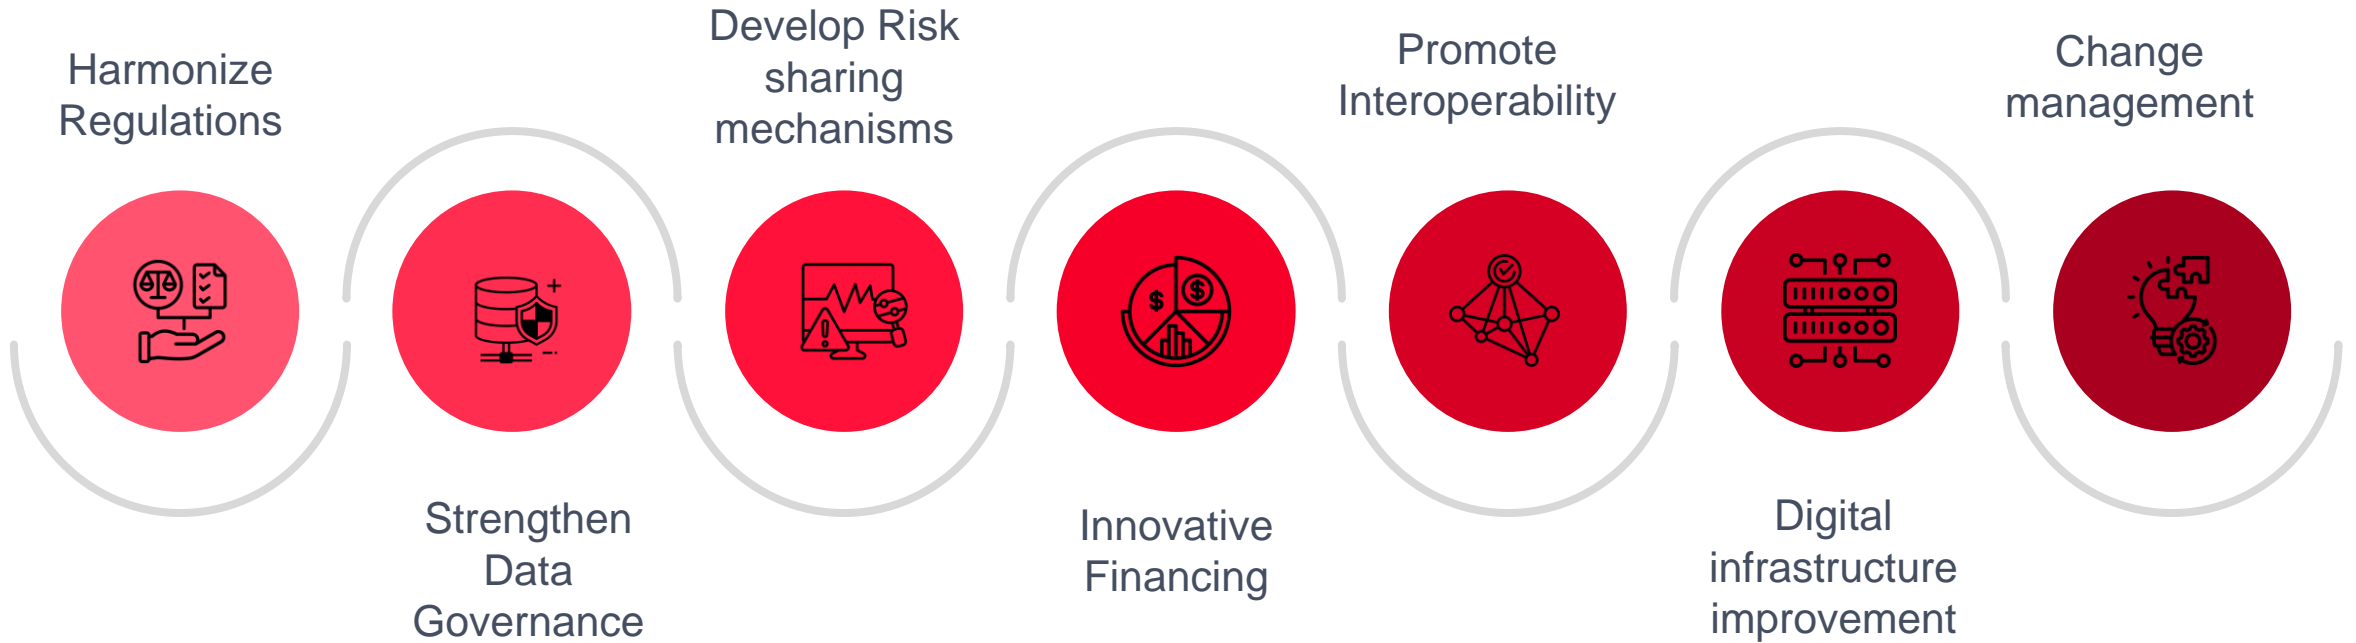 Harmonize
Regulations
Strengthen
Data
Governance
Develop Risk
sharing
mechanisms
Innovative
Financing
Promote
Interoperability
Digital
infrastructure
improvement
Change
management
$
$